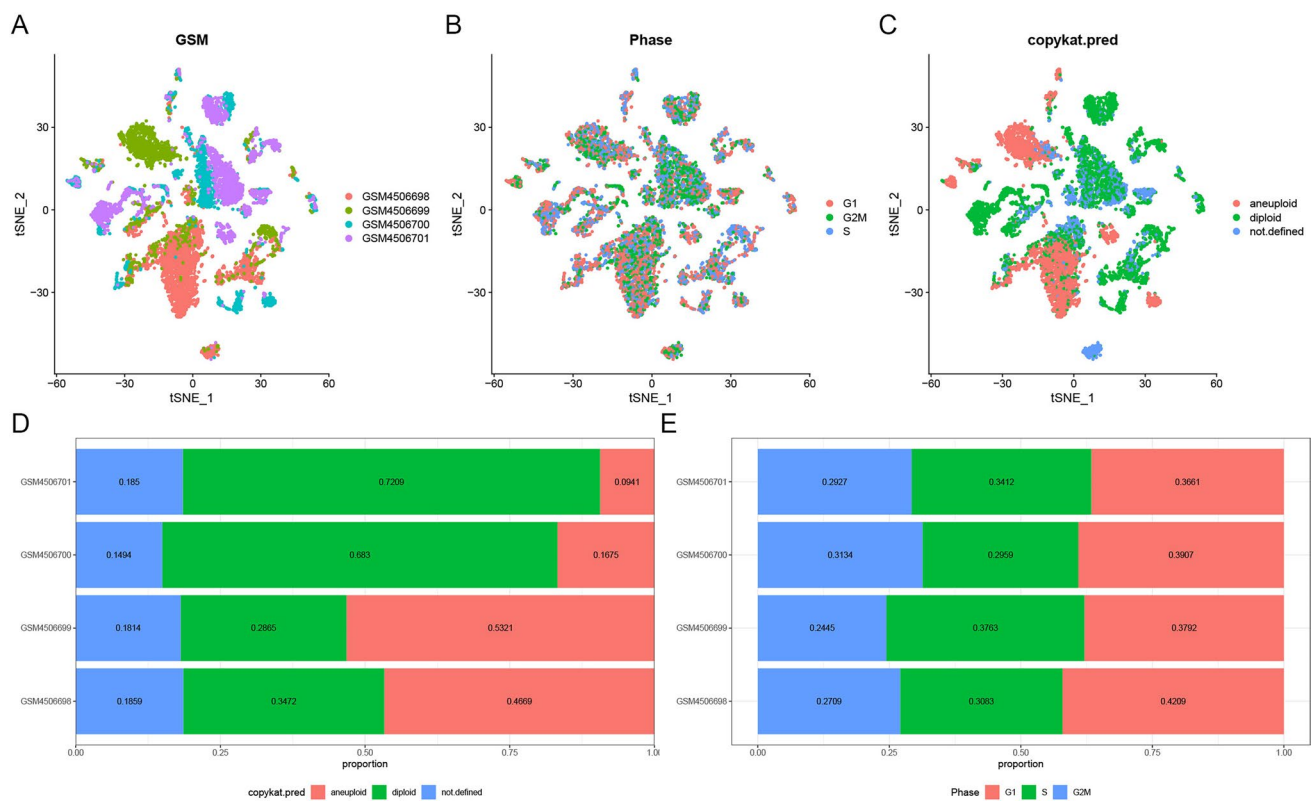 A
GSM
30
0
−30
−60
−30
0
30
60
tSNE_2
tSNE_1
GSM4506698
GSM4506699
GSM4506700
GSM4506701
B
Phase
30
0
−30
−60
−30
0
30
60
tSNE_2
tSNE_1
G1
G2M
S
C
copykat.pred
30
0
−30
−60
−30
0
30
60
tSNE_2
tSNE_1
aneuploid
diploid
not.defined
D
GSM4506701
0.185
0.7209
0.0941
GSM4506700
0.1494
0.683
0.1675
GSM4506699
0.1814
0.2865
0.5321
GSM4506698
0.1859
0.3472
0.4669
0.00
0.25
0.50
0.75
proportion
copykat.pred
aneuploid
diploid
not.defined
E
GSM4506701
0.2927
0.3412
0.3661
GSM4506700
0.3134
0.2959
0.3907
GSM4506699
0.2445
0.3763
0.3792
GSM4506698
0.2709
0.3083
0.4209
0.00
0.25
0.50
0.75
1.00
proportion
Phase
G1
S
G2M